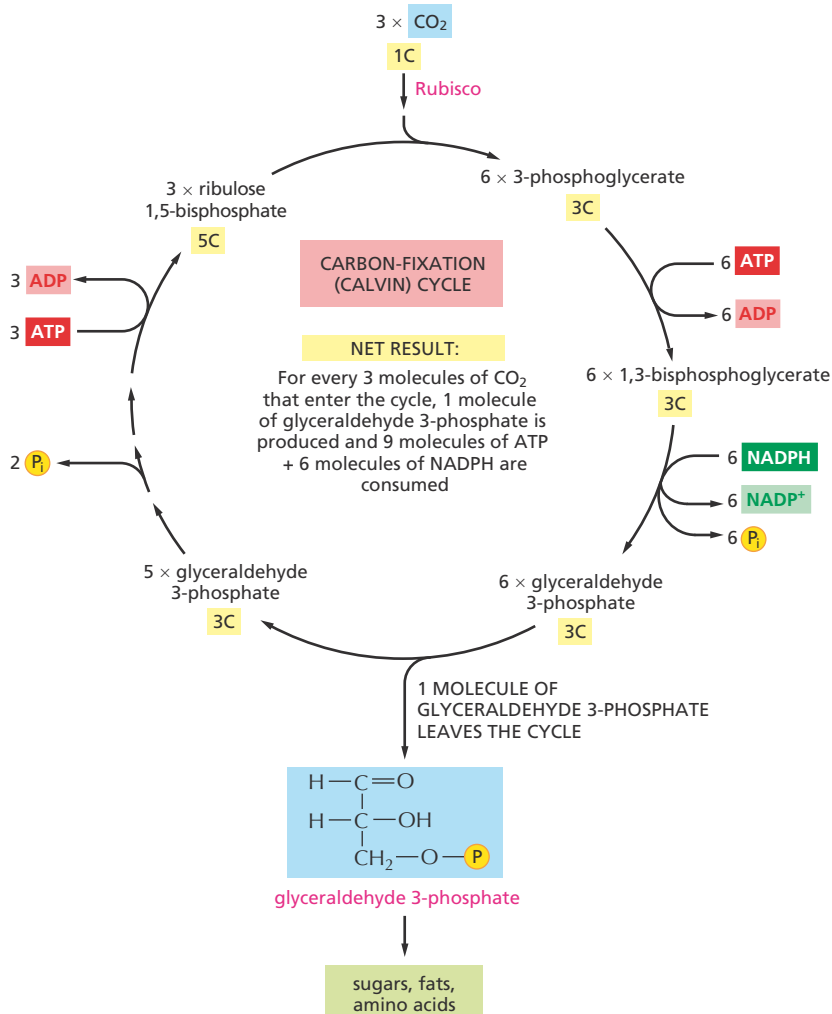 3 × CO₂
1C
Rubisco
3 × ribulose
1,5-bisphosphate
5C
6 × 3-phosphoglycerate
3C
CARBON-FIXATION
(CALVIN) CYCLE
6 ATP
6 ADP
3 ADP
3 ATP
NET RESULT:
For every 3 molecules of CO₂
that enter the cycle, 1 molecule
of glyceraldehyde 3-phosphate is
produced and 9 molecules of ATP
+ 6 molecules of NADPH are
consumed
6 × 1,3-bisphosphoglycerate
3C
6 NADPH
6 NADP⁺
6 Pᵢ
2 Pᵢ
5 × glyceraldehyde
3-phosphate
3C
6 × glyceraldehyde
3-phosphate
3C
1 MOLECULE OF
GLYCERALDEHYDE 3-PHOSPHATE
LEAVES THE CYCLE
H—C=O
H—C—OH
CH₂—O—P
glyceraldehyde 3-phosphate
sugars, fats,
amino acids